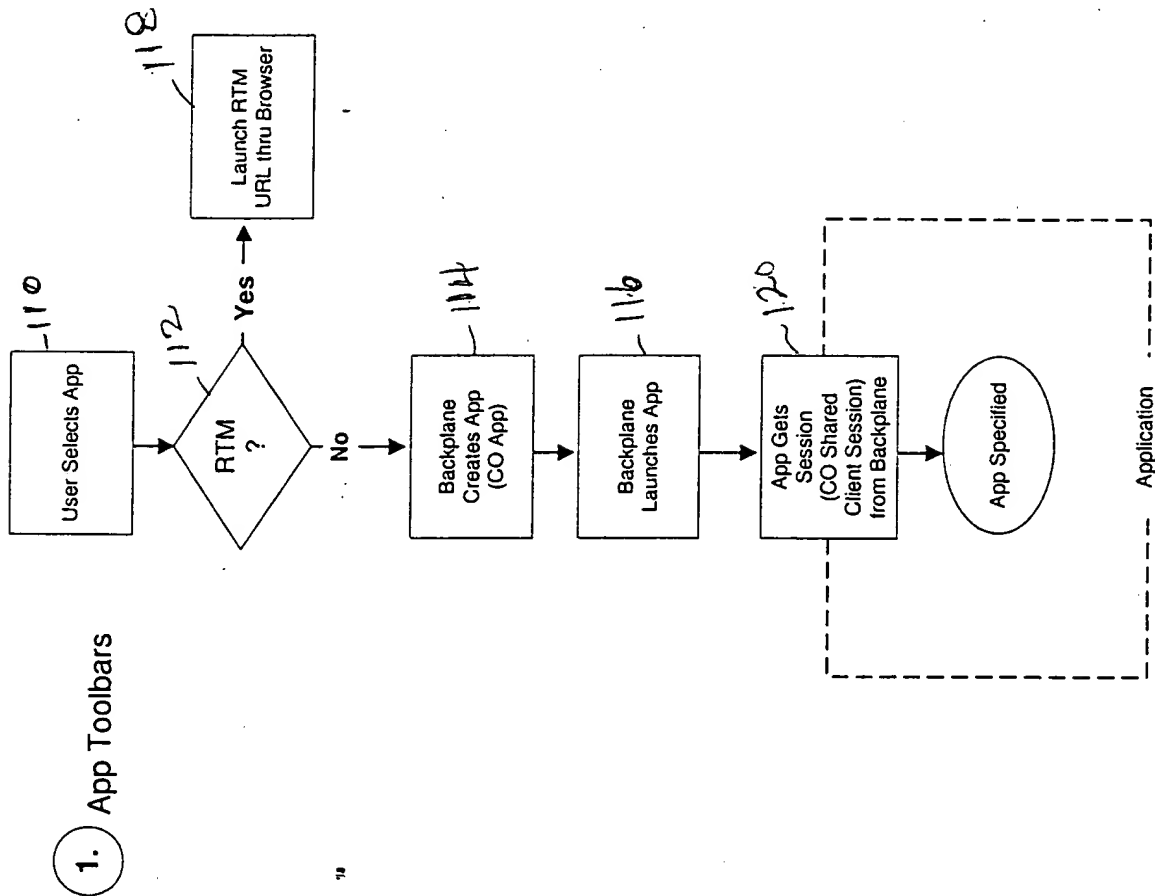 1. App Toolbars
User Selects App
110
RTM
?
112
Yes
Launch RTM
URL thru Browser
118
No
Backplane
Creates App
(CO App)
114
Backplane
Launches App
116
App Gets
Session
(CO Shared
Client Session)
from Backplane
120
App Specified
Application